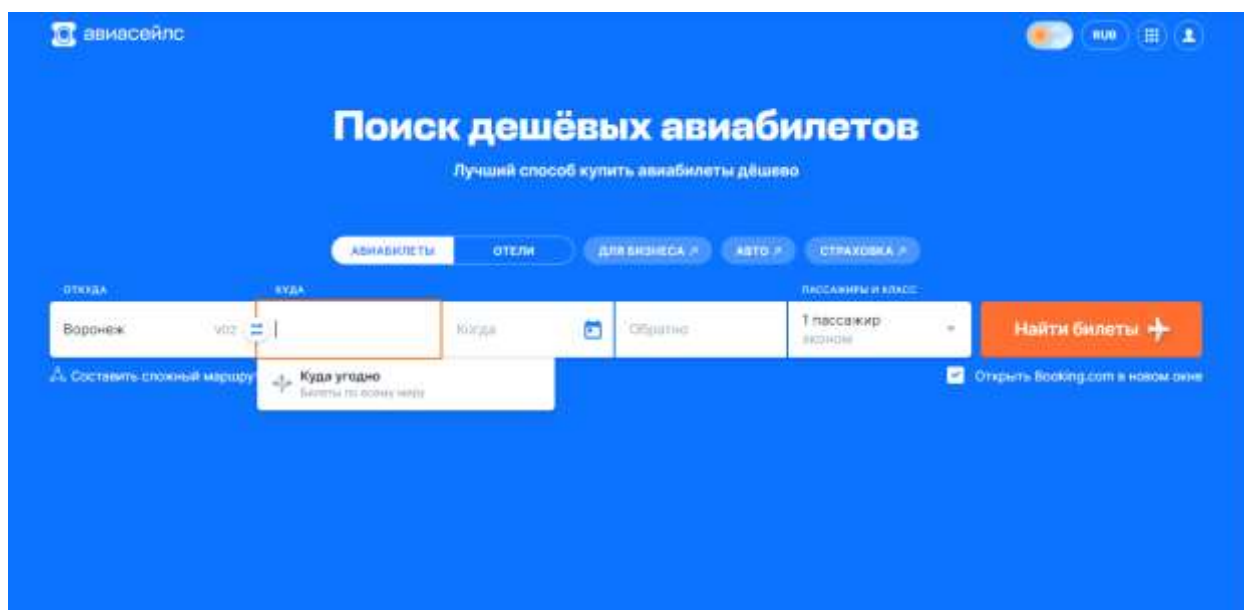 авиасейлс
RUB
Поиск дешёвых авиабилетов
Лучший способ купить авиабилеты дёшево
АВИАБИЛЕТЫ ОТЕЛИ ДЛЯ БИЗНЕСА ↗ АВТО ↗ СТРАХОВКА ↗
ОТКУДА КУДА ПАССАЖИРЫ И КЛАСС
Воронеж VOZ Когда Обратно 1 пассажир Найти билеты
эконом
Составить сложный маршру Открыть Booking.com в новом окне
Куда угодно
Билеты по всему миру